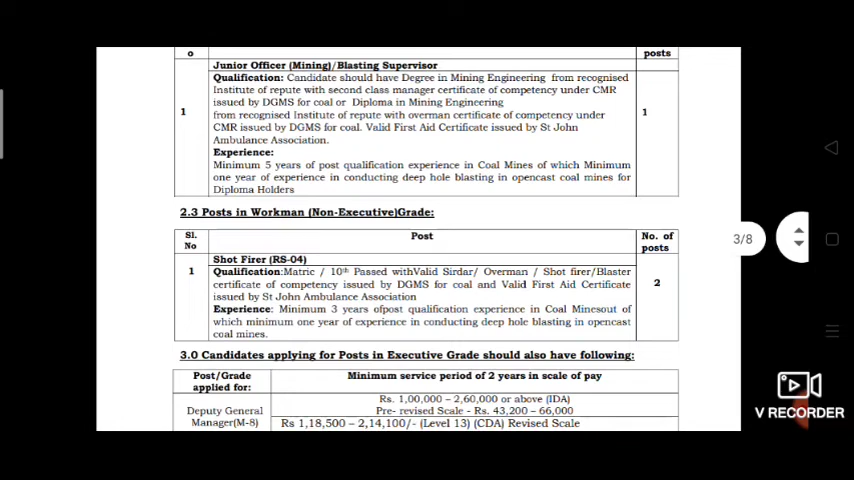 o
posts
Junior Officer (Mining)/Blasting Supervisor
1
Qualification: Candidate should have Degree in Mining Engineering from recognised
Institute of repute with second class manager certificate of competency under CMR
issued by DGMS for coal or Diploma in Mining Engineering
from recognised Institute of repute with overman certificate of competency under
CMR issued by DGMS for coal. Valid First Aid Certificate issued by St John
Ambulance Association.
Experience:
Minimum 5 years of post qualification experience in Coal Mines of which Minimum
one year of experience in conducting deep hole blasting in opencast coal mines for
Diploma Holders
1
2.3 Posts in Workman (Non-Executive)Grade:
Sl.
No
Post
No. of
posts
Shot Firer (RS-04)
1
Qualification:Matric / 10th Passed withValid Sirdar/ Overman / Shot firer/Blaster
certificate of competency issued by DGMS for coal and Valid First Aid Certificate
issued by St John Ambulance Association
Experience: Minimum 3 years ofpost qualification experience in Coal Minesout of
which minimum one year of experience in conducting deep hole blasting in opencast
coal mines.
2
3.0 Candidates applying for Posts in Executive Grade should also have following:
Post/Grade
applied for:
Minimum service period of 2 years in scale of pay
Deputy General
Manager(M-8)
Rs. 1,00,000 – 2,60,000 or above (IDA)
Pre- revised Scale - Rs. 43,200 – 66,000
Rs 1,18,500 – 2,14,100/- (Level 13) (CDA) Revised Scale
3/8
V RECORDER